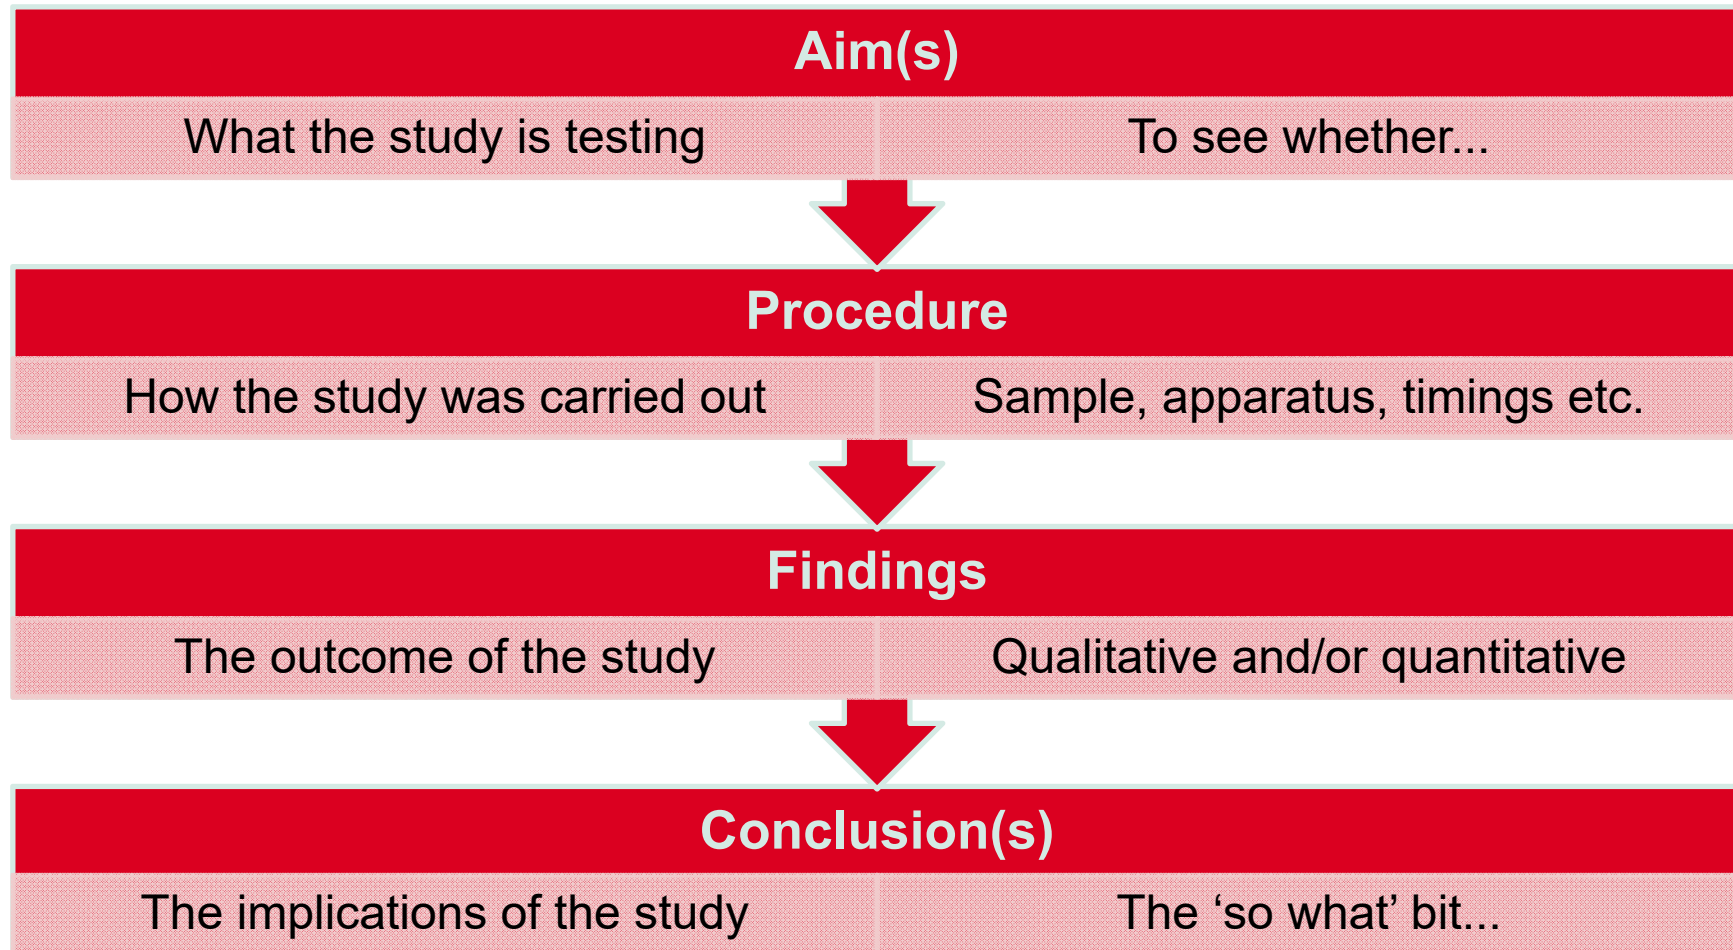 Aim(s)
What the study is testing
To see whether...
Procedure
How the study was carried out
Sample, apparatus, timings etc.
Findings
The outcome of the study
Qualitative and/or quantitative
Conclusion(s)
The implications of the study
The ‘so what’ bit...